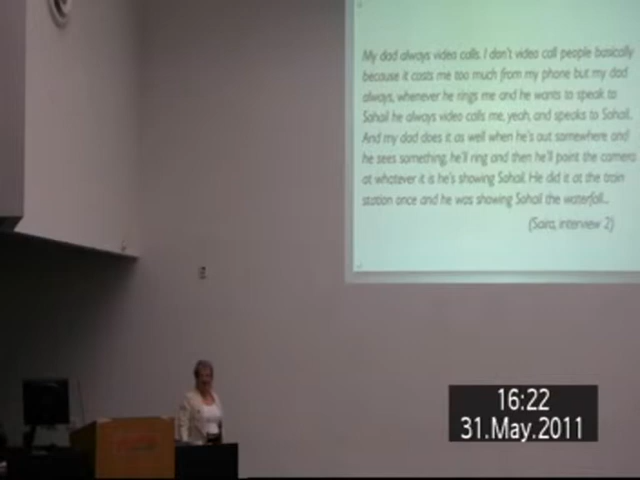 My dad always video calls. I don't video call people basically
because it costs me too much from my phone but my dad
always, whenever he rings me and he wants to speak to
Sohail he always video calls me, yeah, and speaks to Sohail.
And my dad does it as well when he's out somewhere and
he sees something, he'll ring and then he'll point the camera
at whatever it is he's showing Sohail. He did it at the train
station once and he was showing Sohail the waterfall...
(Saira, interview 2)
16:22
31.May.2011